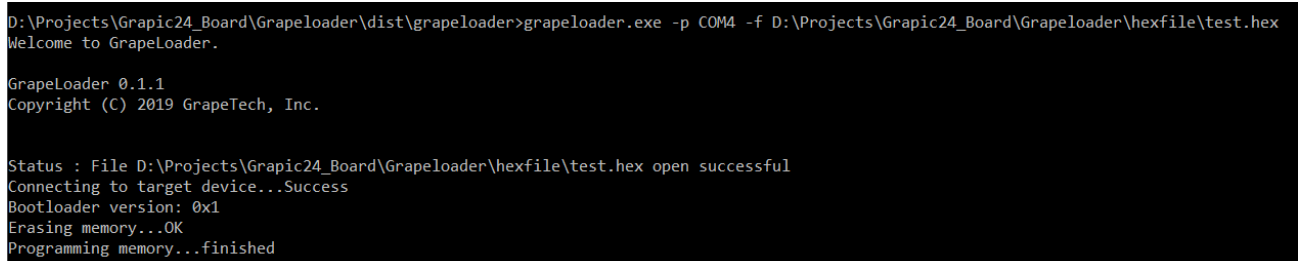 D:\Projects\Grapic24_Board\Grapeloader\dist\grapeloader>grapeloader.exe -p COM4 -f D:\Projects\Grapic24_Board\Grapeloader\hexfile\test.hex
Welcome to GrapeLoader.
GrapeLoader 0.1.1
Copyright (C) 2019 GrapeTech, Inc.
Status : File D:\Projects\Grapic24_Board\Grapeloader\hexfile\test.hex open successful
Connecting to target device...Success
Bootloader version: 0x1
Erasing memory...OK
Programming memory...finished